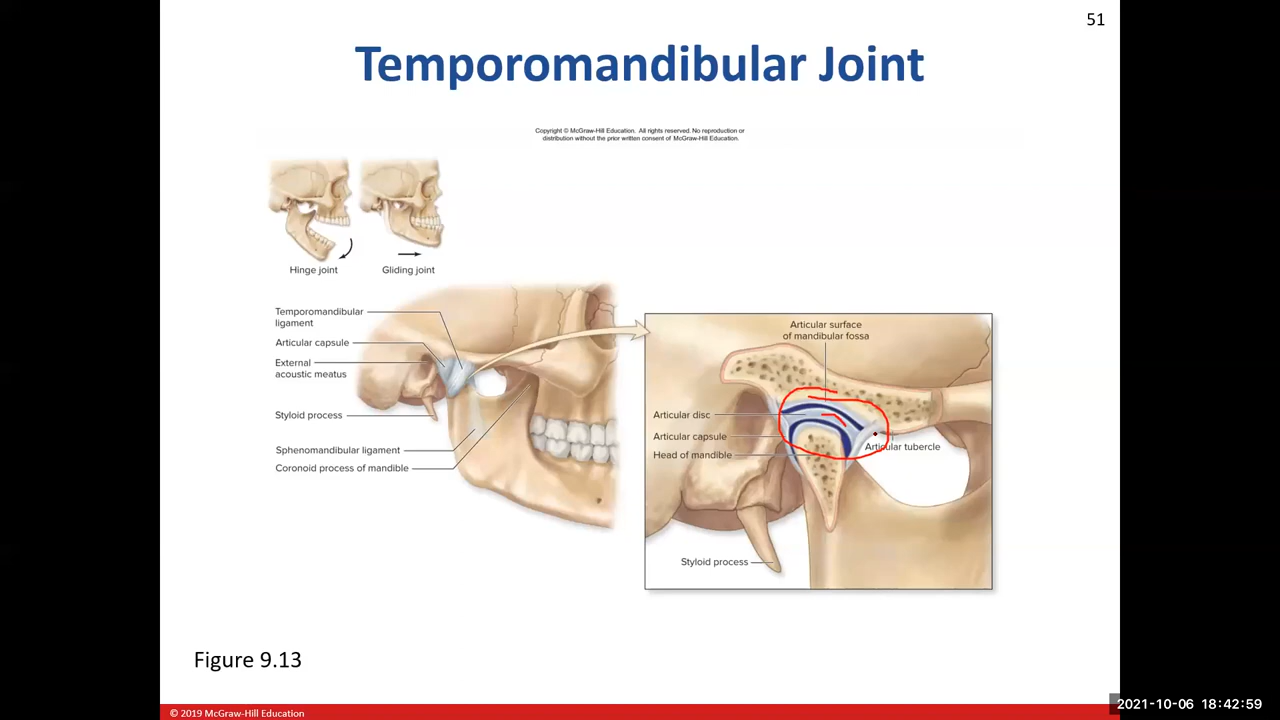 51
Temporomandibular Joint
Copyright © McGraw-Hill Education. All rights reserved. No reproduction or
distribution without the prior written consent of McGraw-Hill Education.
Hinge joint
Gliding joint
Temporomandibular
ligament
Articular capsule
External
acoustic meatus
Styloid process
Sphenomandibular ligament
Coronoid process of mandible
Articular surface
of mandibular fossa
Articular disc
Articular capsule
Head of mandible
Articular tubercle
Styloid process
Figure 9.13
© 2019 McGraw-Hill Education
2021-10-06 18:42:59